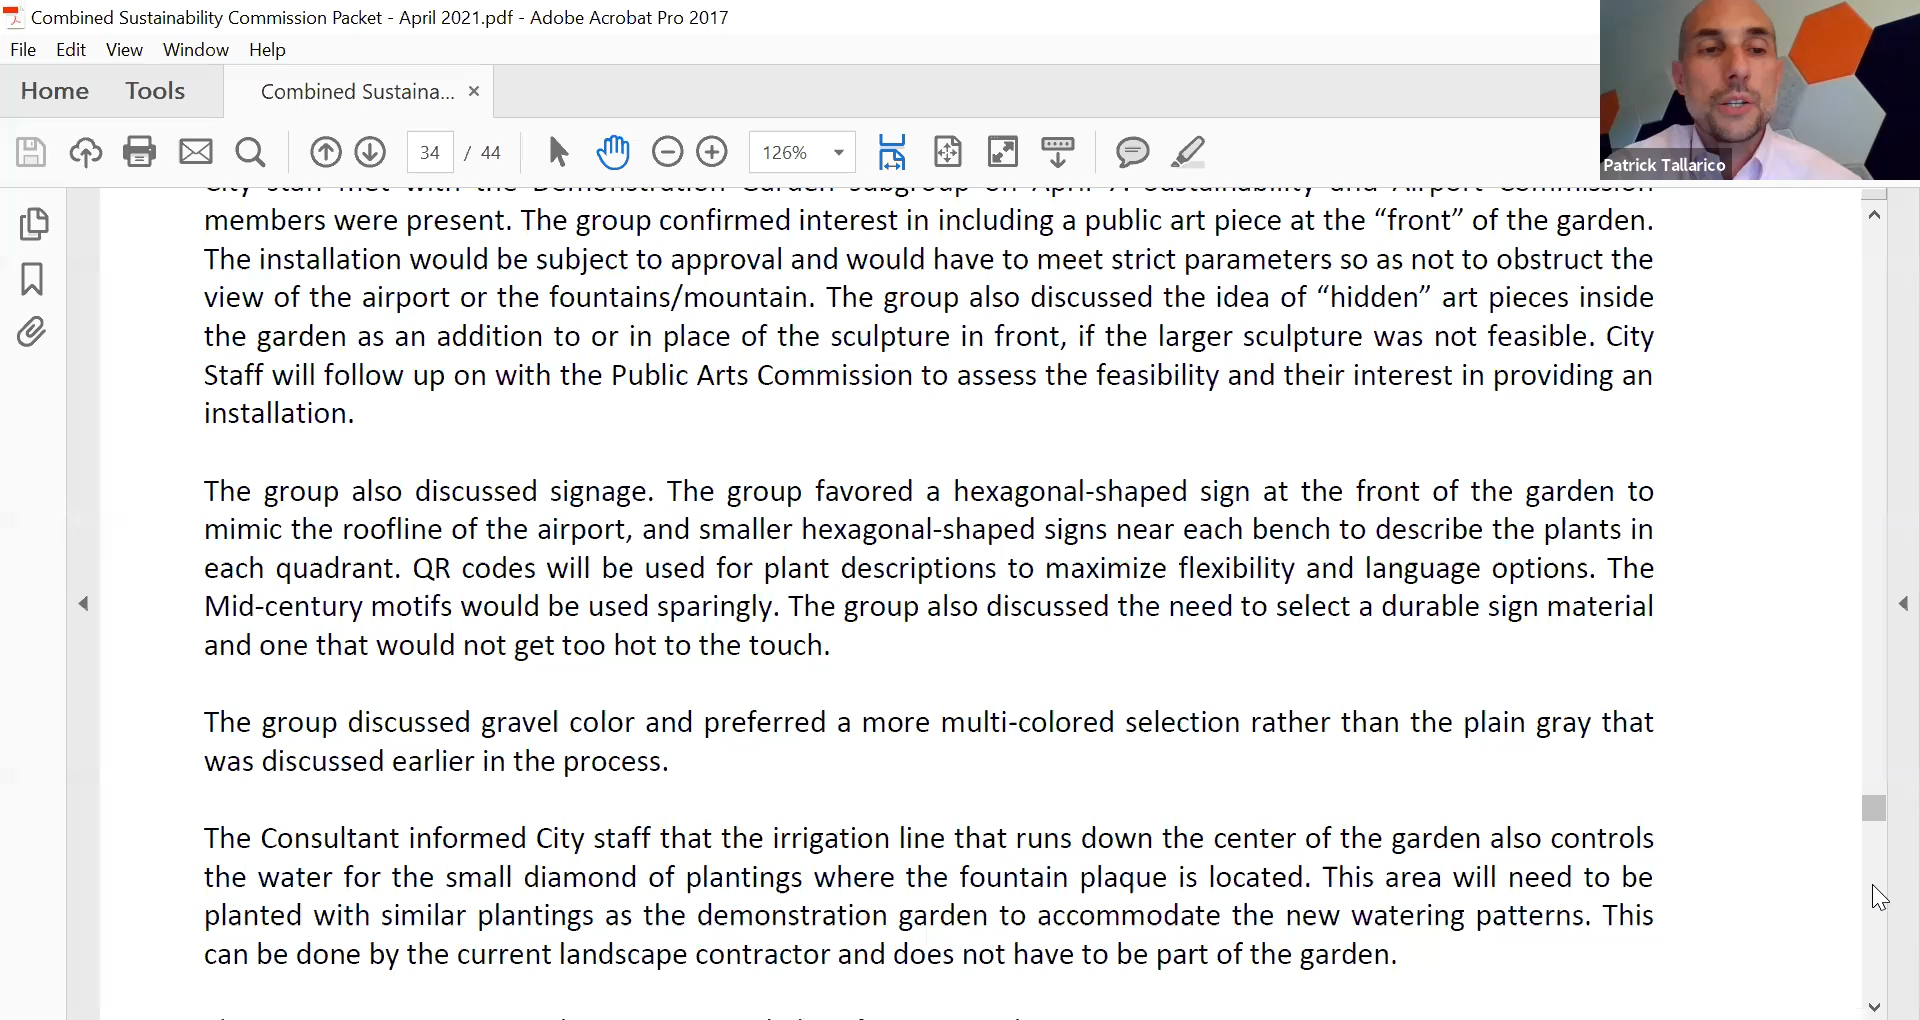 Combined Sustainability Commission Packet - April 2021.pdf - Adobe Acrobat Pro 2017
File Edit View Window Help
Home Tools Combined Sustaina... ×
34 / 44 126%
Patrick Tallarico
City staff met with the Demonstration Garden subgroup on April 7. Sustainability and Airport Commission
members were present. The group confirmed interest in including a public art piece at the “front” of the garden.
The installation would be subject to approval and would have to meet strict parameters so as not to obstruct the
view of the airport or the fountains/mountain. The group also discussed the idea of “hidden” art pieces inside
the garden as an addition to or in place of the sculpture in front, if the larger sculpture was not feasible. City
Staff will follow up on with the Public Arts Commission to assess the feasibility and their interest in providing an
installation.
The group also discussed signage. The group favored a hexagonal-shaped sign at the front of the garden to
mimic the roofline of the airport, and smaller hexagonal-shaped signs near each bench to describe the plants in
each quadrant. QR codes will be used for plant descriptions to maximize flexibility and language options. The
Mid-century motifs would be used sparingly. The group also discussed the need to select a durable sign material
and one that would not get too hot to the touch.
The group discussed gravel color and preferred a more multi-colored selection rather than the plain gray that
was discussed earlier in the process.
The Consultant informed City staff that the irrigation line that runs down the center of the garden also controls
the water for the small diamond of plantings where the fountain plaque is located. This area will need to be
planted with similar plantings as the demonstration garden to accommodate the new watering patterns. This
can be done by the current landscape contractor and does not have to be part of the garden.